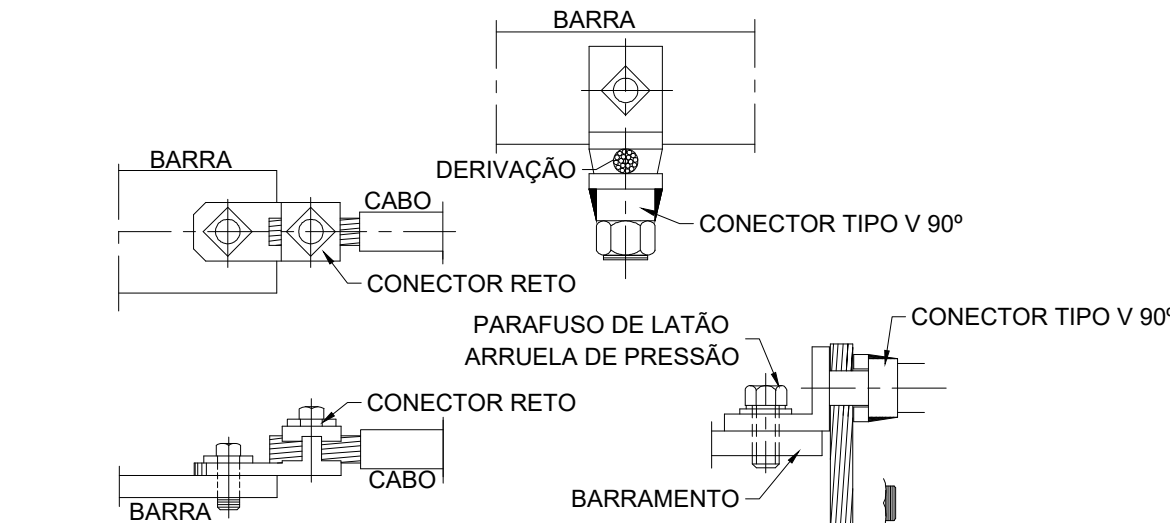 BARRA
BARRA
DERIVAÇÃO
CABO
CONECTOR TIPO V 90º
CONECTOR RETO
PARAFUSO DE LATÃO
ARRUELA DE PRESSÃO
CONECTOR TIPO V 90º
CONECTOR RETO
CABO
BARRAMENTO
BARRA